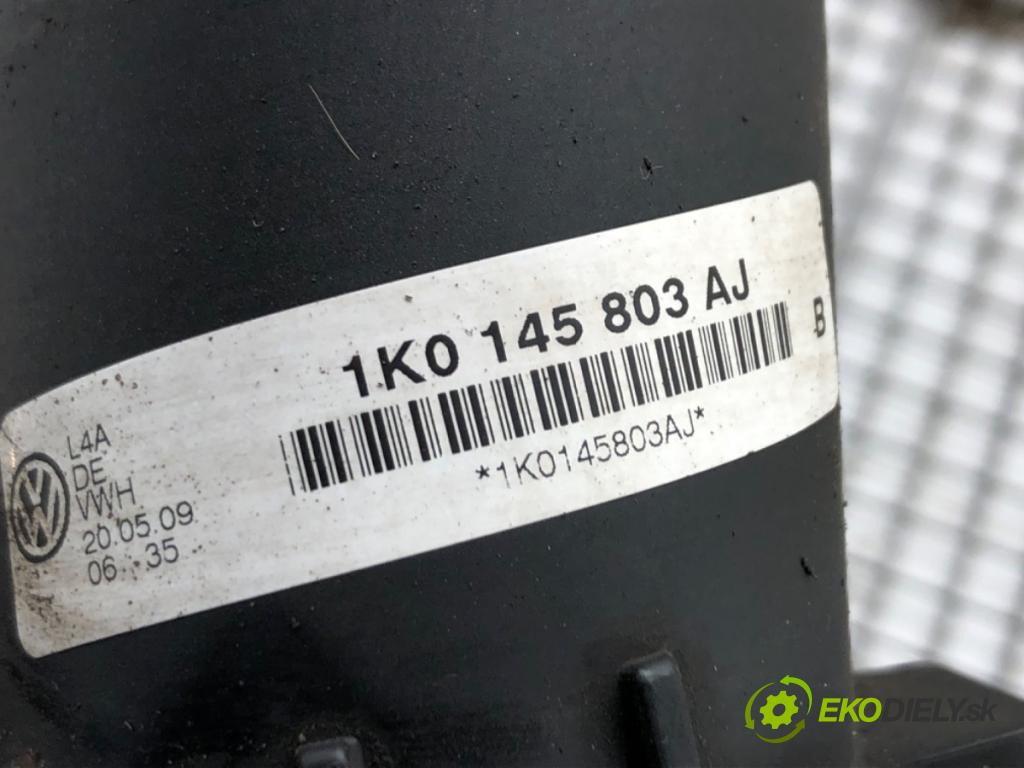 1K0 145 803 AJ
B
*1K0145803AJ*
L4A
DE
VWH
20.05.09
06 35
EKODIELY.sk